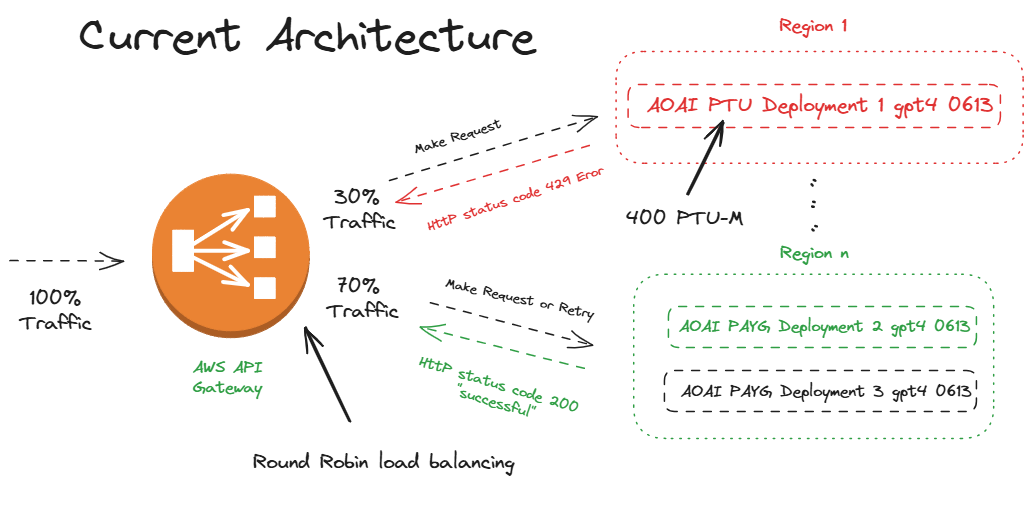 Current Architecture
Region 1
AOAI PTU Deployment 1 gpt4 0613
Make Request
HttP status code 429 Eror
30%
Traffic
400 PTU-M
Region n
100%
Traffic
70%
Traffic
Make Request or Retry
HttP status code 200
"successful"
AOAI PAYG Deployment 2 gpt4 0613
AOAI PAYG Deployment 3 gpt4 0613
AWS API
Gateway
Round Robin load balancing